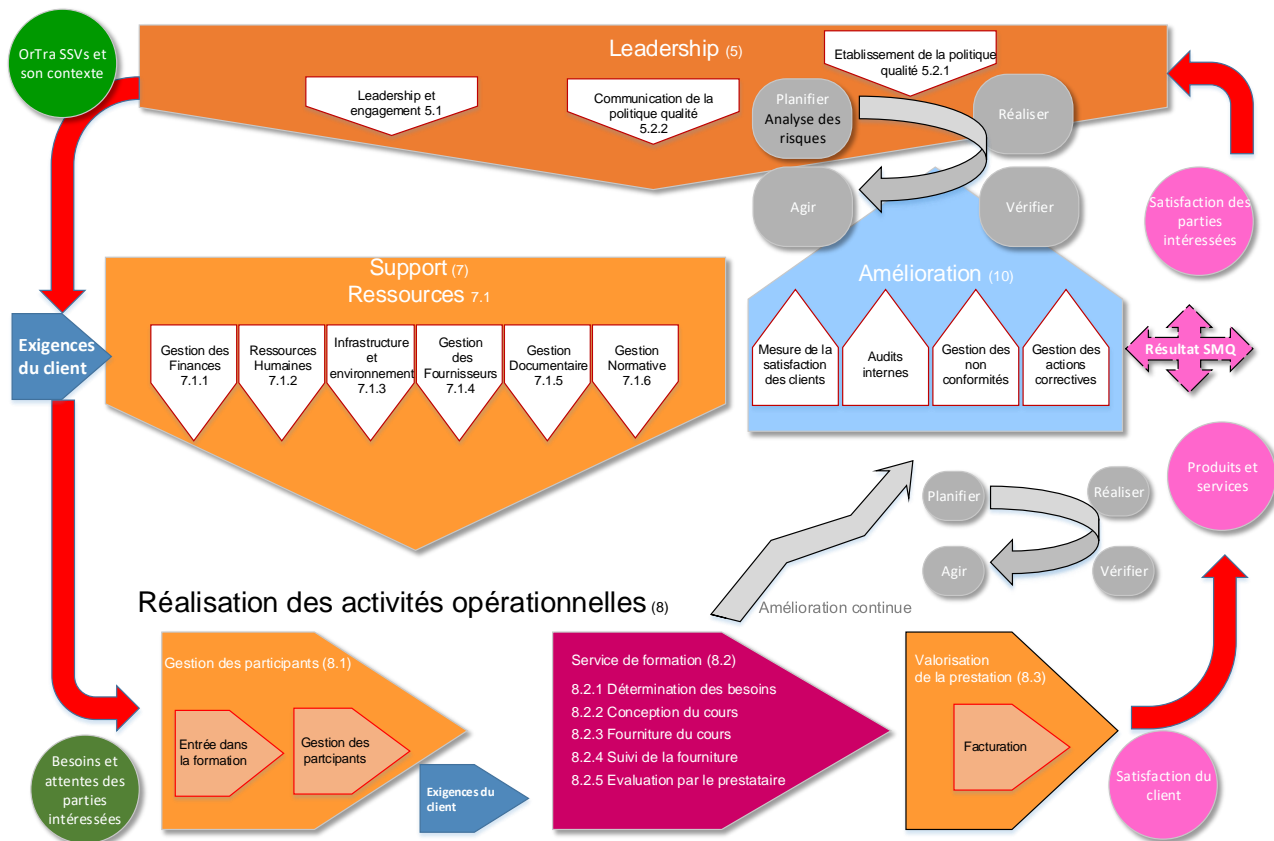 OrTra SSVs et
son contexte
Leadership (5)
Leadership et
engagement 5.1
Communication de la
politique qualité
5.2.2
Etablissement de la politique
qualité 5.2.1
Planifier
Analyse des
risques
Réaliser
Agir
Vérifier
Satisfaction des
parties
intéressées
Support (7)
Ressources 7.1
Gestion des
Finances
7.1.1
Ressources
Humaines
7.1.2
Infrastructure
et
environnement
7.1.3
Gestion
des
Fournisseurs
7.1.4
Gestion
Documentaire
7.1.5
Gestion
Normative
7.1.6
Exigences
du client
Amélioration (10)
Mesure de la
satisfaction
des clients
Audits
internes
Gestion des
non
conformités
Gestion des
actions
correctives
Résultat SMQ
Produits et
services
Planifier
Réaliser
Agir
Vérifier
Amélioration continue
Réalisation des activités opérationnelles (8)
Gestion des participants (8.1)
Entrée dans
la formation
Gestion des
partcipants
Exigences du
client
Service de formation (8.2)
8.2.1 Détermination des besoins
8.2.2 Conception du cours
8.2.3 Fourniture du cours
8.2.4 Suivi de la fourniture
8.2.5 Evaluation par le prestataire
Valorisation
de la prestation (8.3)
Facturation
Besoins et
attentes des
parties
intéressées
Satisfaction du
client